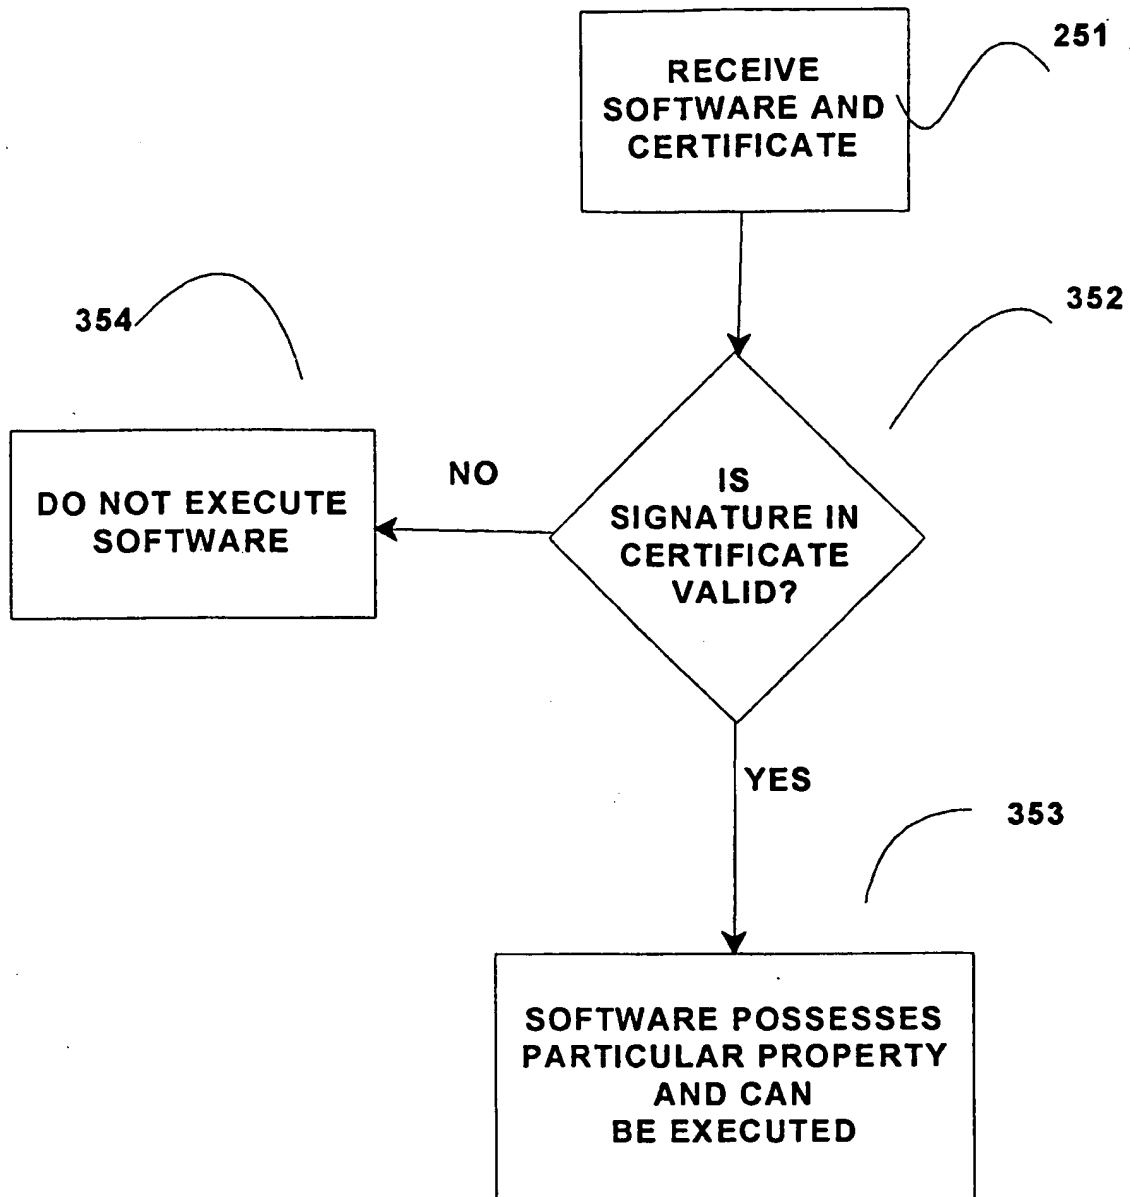 251
RECEIVE
SOFTWARE AND
CERTIFICATE
352
354
NO
IS
SIGNATURE IN
CERTIFICATE
VALID?
DO NOT EXECUTE
SOFTWARE
YES
353
SOFTWARE POSSESSES
PARTICULAR PROPERTY
AND CAN
BE EXECUTED